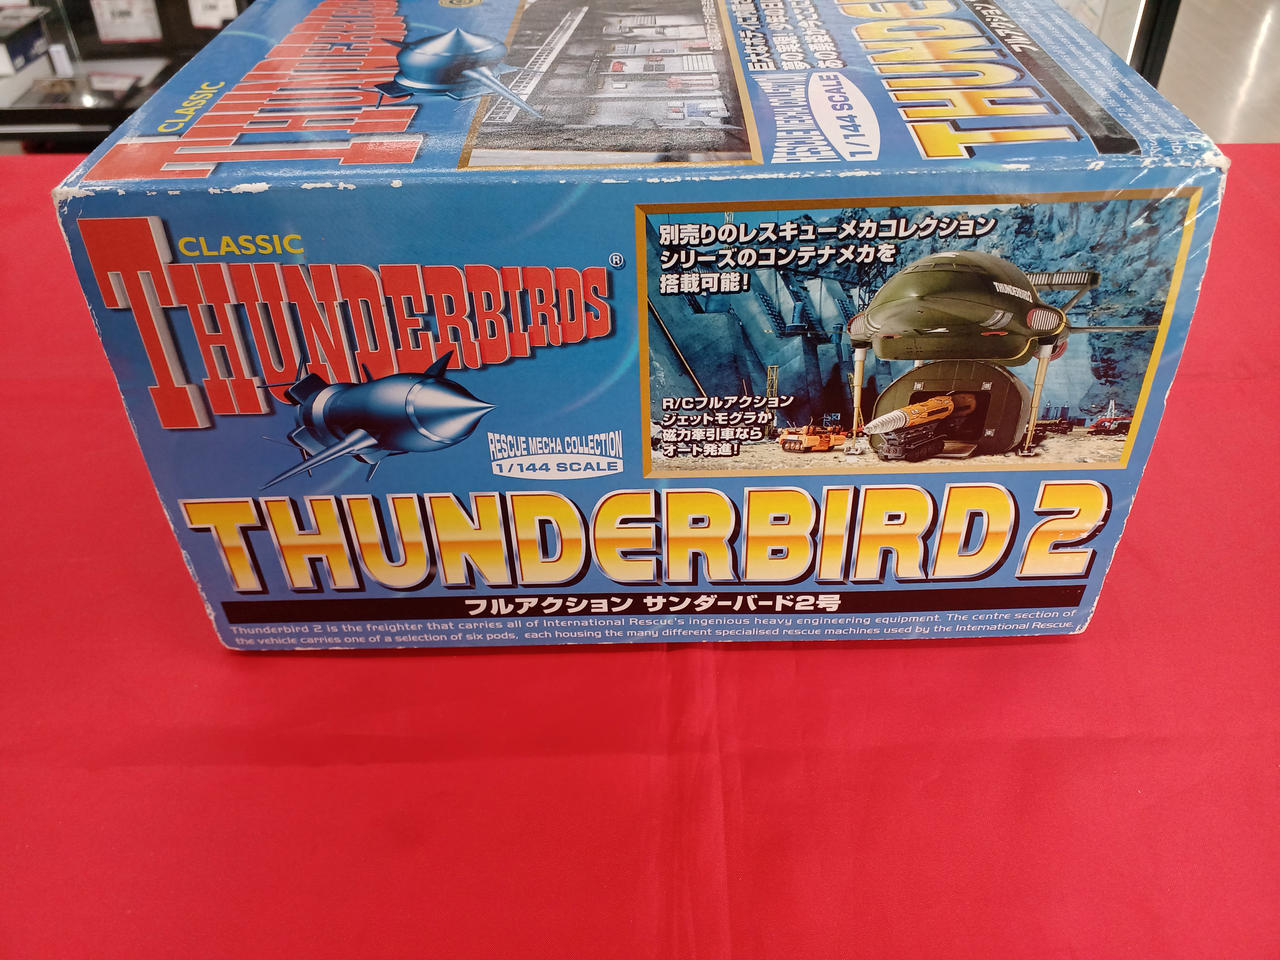 CLASSIC
THUNDERBIRDS
RESCUE MECHA COLLECTION
1/144 SCALE
CLASSIC
THUNDERBIRDS®
別売りのレスキューメカコレクション
シリーズのコンテナメカを
搭載可能!
THUNDERBIRD 2
R/Cフルアクション
ジェットモグラか
磁力牽引車なら
オート発進!
RESCUE MECHA COLLECTION
1/144 SCALE
THUNDERBIRD 2
フルアクション サンダーバード2号
Thunderbird 2 is the freighter that carries all of International Rescue's ingenious heavy engineering equipment. The centre section of
the vehicle carries one of a selection of six pods, each housing the many different specialised rescue machines used by the International Rescue.